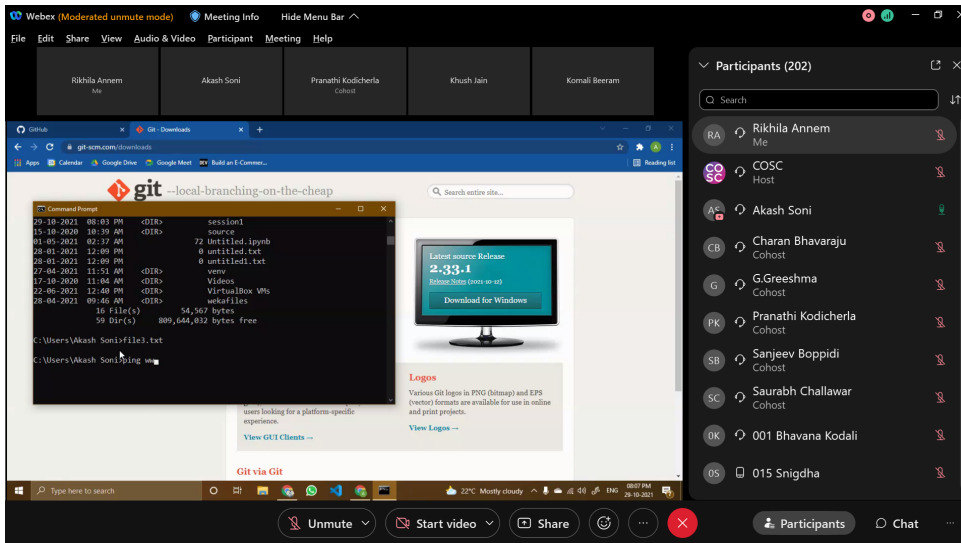 Webex (Moderated unmute mode) Meeting Info Hide Menu Bar
File Edit Share View Audio & Video Participant Meeting Help
Rikhila Annem
Me
Akash Soni
Pranathi Kodicherla
Cohost
Khush Jain
Komali Beeram
GitHub
Git - Downloads
git-scm.com/downloads
Apps Calendar Google Drive Google Meet Build an E-Commer... Reading list
git --local-branching-on-the-cheap
Search entire site...
Command Prompt
29-10-2021 08:03 PM <DIR> session1
15-10-2020 10:39 AM <DIR> source
01-05-2021 02:37 AM 72 Untitled.ipynb
28-01-2021 12:09 PM 0 untitled.txt
28-01-2021 12:09 PM 0 untitled1.txt
27-04-2021 11:51 AM <DIR> venv
17-10-2020 11:04 AM <DIR> Videos
22-06-2021 12:40 PM <DIR> VirtualBox VMs
28-04-2021 09:46 AM <DIR> wekafiles
16 File(s) 54,567 bytes
59 Dir(s) 809,644,032 bytes free
C:\Users\Akash Soni>file3.txt
C:\Users\Akash Soni>ping ww
Latest source Release
2.33.1
Release Notes (2021-10-12)
Download for Windows
users looking for a platform-specific
experience.
View GUI Clients →
Logos
Various Git logos in PNG (bitmap) and EPS
(vector) formats are available for use in online
and print projects.
View Logos →
Git via Git
Type here to search
22°C Mostly cloudy
ENG
08:07 PM
29-10-2021
Participants (202)
Search
RA
Rikhila Annem
Me
COSC
COSC
Host
AS
Akash Soni
CB
Charan Bhavaraju
Cohost
G
G.Greeshma
Cohost
PK
Pranathi Kodicherla
Cohost
SB
Sanjeev Boppidi
Cohost
SC
Saurabh Challawar
Cohost
0K
001 Bhavana Kodali
0S
015 Snigdha
Unmute
Start video
Share
Participants
Chat